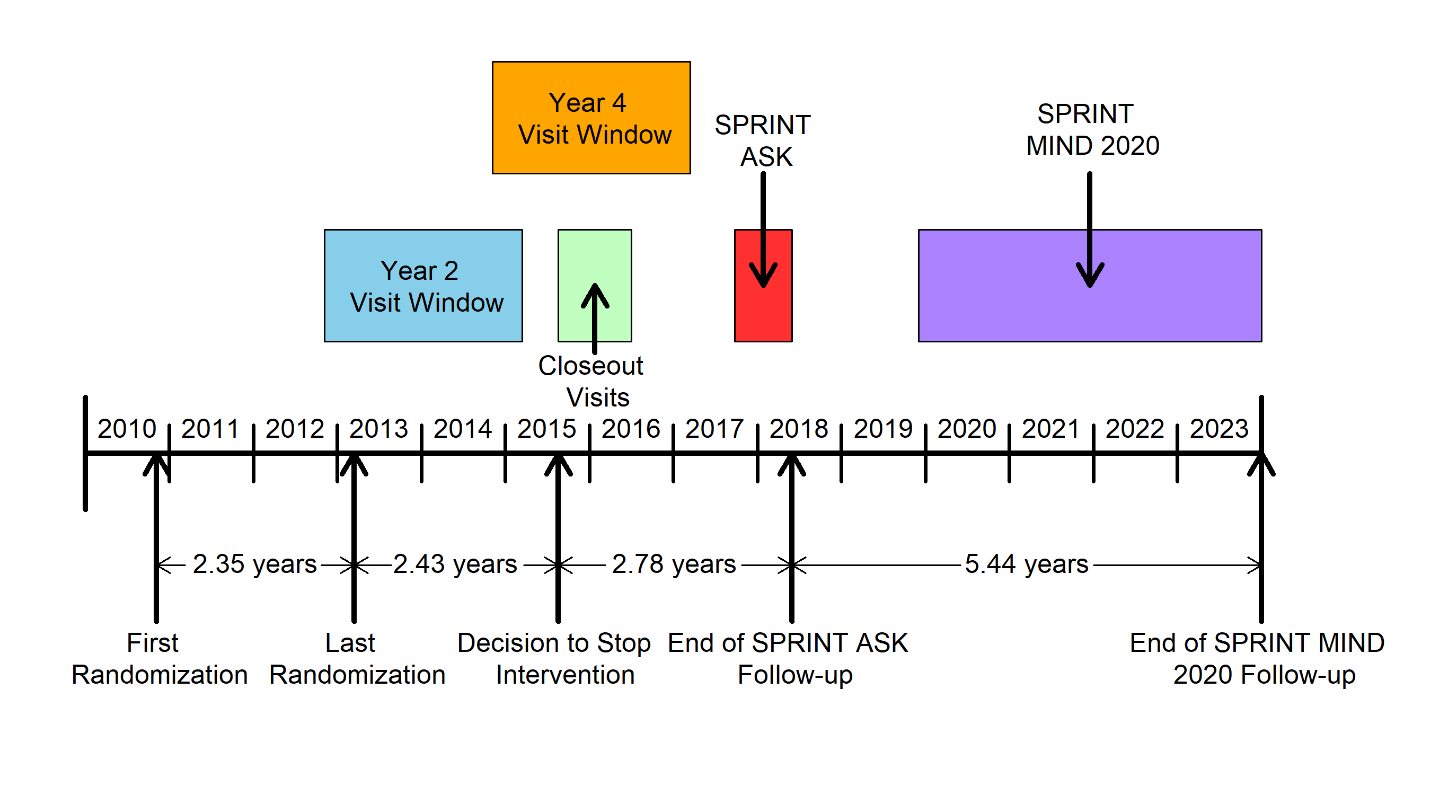 Year 4
Visit Window
SPRINT
ASK
SPRINT
MIND 2020
Year 2
Visit Window
Closeout
Visits
2010 2011 2012 2013 2014 2015 2016 2017 2018 2019 2020 2021 2022 2023
2.35 years 2.43 years 2.78 years 5.44 years
First
Randomization
Last
Randomization
Decision to Stop
Intervention
End of SPRINT ASK
Follow-up
End of SPRINT MIND
2020 Follow-up